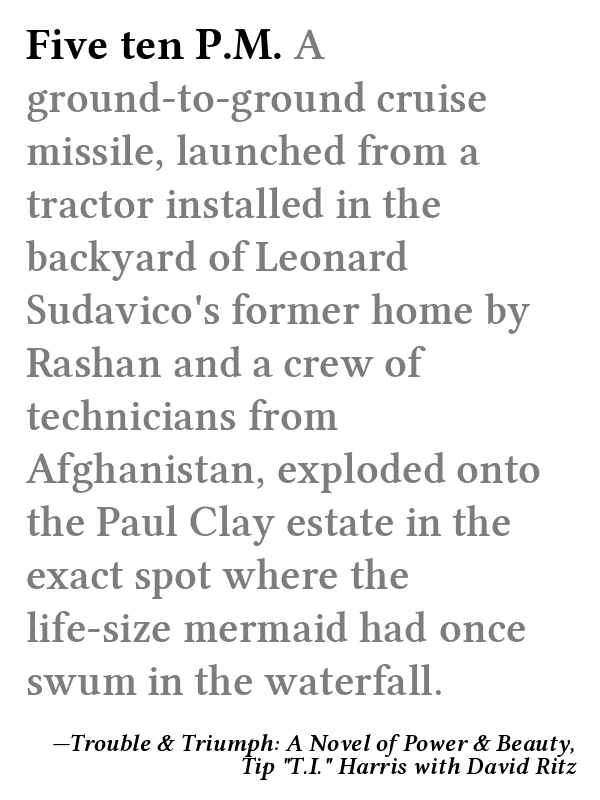 Five ten P.M. A
ground-to-ground cruise
missile, launched from a
tractor installed in the
backyard of Leonard
Sudavico's former home by
Rashan and a crew of
technicians from
Afghanistan, exploded onto
the Paul Clay estate in the
exact spot where the
life-size mermaid had once
swum in the waterfall.
—Trouble & Triumph: A Novel of Power & Beauty,
Tip "T.I." Harris with David Ritz